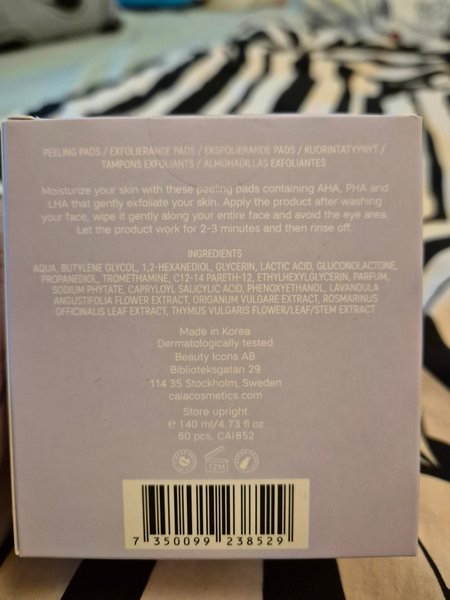 PEELING PADS / EXFOLIERANDE PADS / EKSFOLIERANDE PADS / KUORINTATYYNYT /
TAMPONS EXFOLIANTS / ALMOHADILLAS EXFOLIANTES
Moisturize your skin with these peeling pads containing AHA, PHA and
LHA that gently exfoliate your skin. Apply the product after washing
your face, wipe it gently along your entire face and avoid the eye area.
Let the product work for 2-3 minutes and then rinse off.
INGREDIENTS
AQUA, BUTYLENE GLYCOL, 1,2-HEXANEDIOL, GLYCERIN, LACTIC ACID, GLUCONOLACTONE,
PROPANEDIOL, TROMETHAMINE, C12-14 PARETH-12, ETHYLHEXYLGLYCERIN, PARFUM,
SODIUM PHYTATE, CAPRYLOYL SALICYLIC ACID, PHENOXYETHANOL, LAVANDULA
ANGUSTIFOLIA FLOWER EXTRACT, ORIGANUM VULGARE EXTRACT, ROSMARINUS
OFFICINALIS LEAF EXTRACT, THYMUS VULGARIS FLOWER/LEAF/STEM EXTRACT
Made in Korea
Dermatologically tested
Beauty Icons AB
Biblioteksgatan 29
114 35 Stockholm, Sweden
caiacosmetics.com
Store upright
e 140 ml/4.73 fl oz
60 pcs, CAI852
12M
7 350099 238529